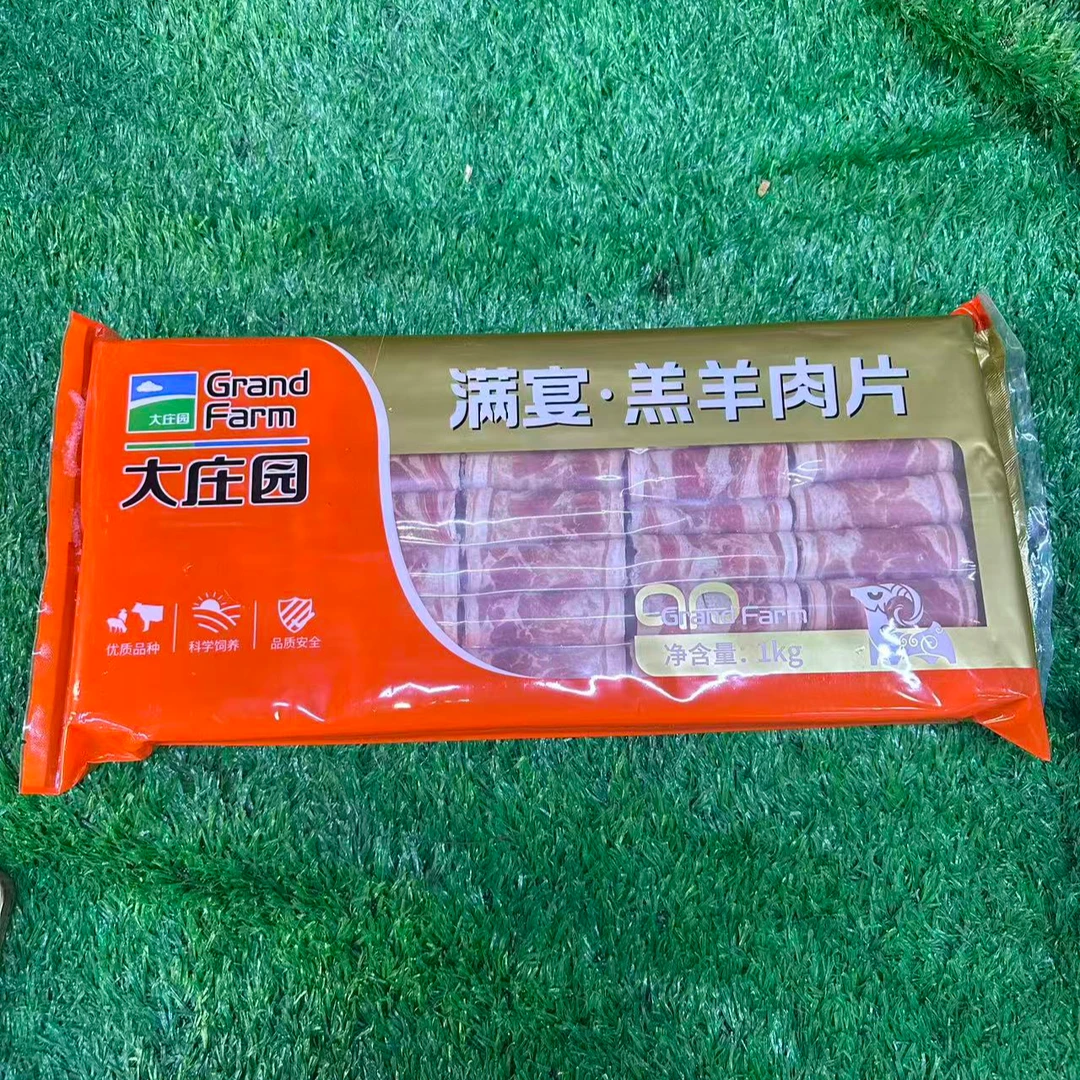 大庄园
Grand
Farm
大庄园
满宴·羔羊肉片
优质品种
科学饲养
品质安全
Grand Farm
净含量：1kg